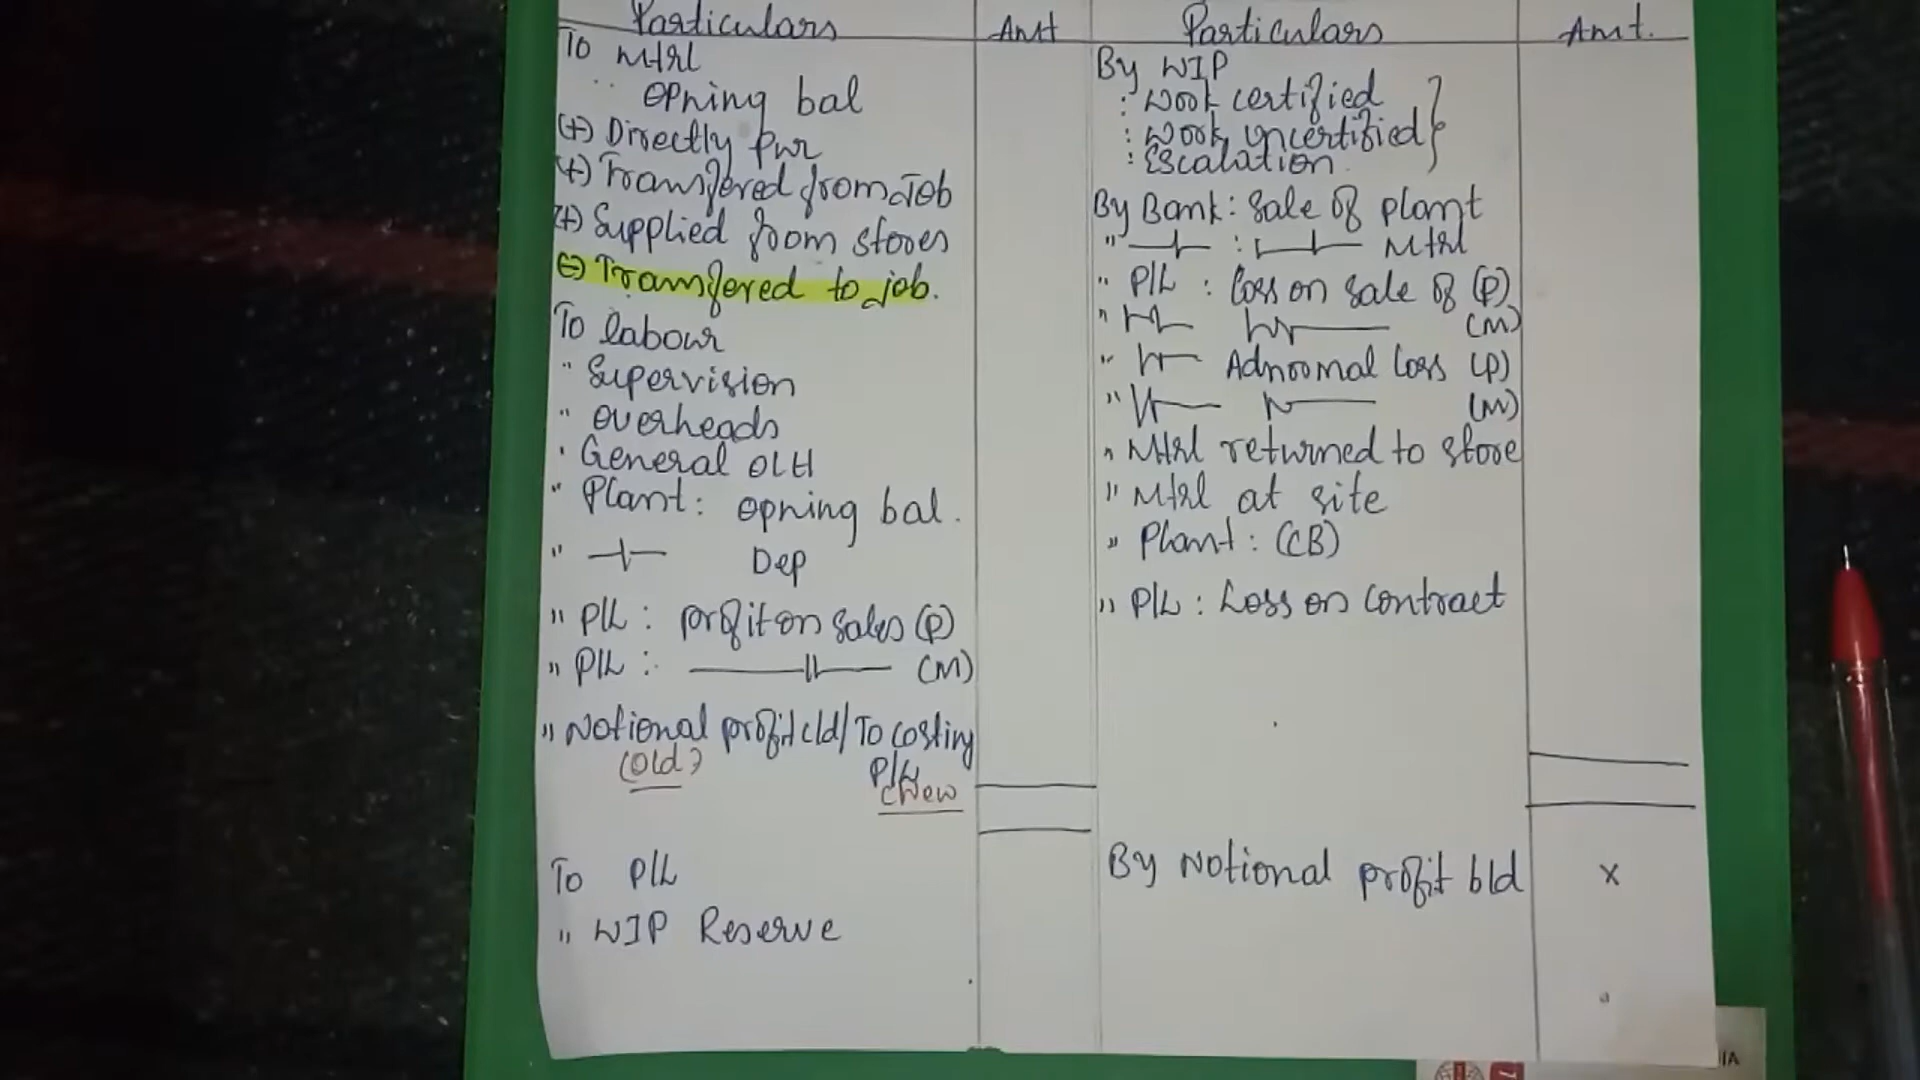 Particulars Amt Particulars Amt.
To Mtrl
opning bal
(+) Directly pur
(+) Transfered from Job
(+) Supplied from stores
(-) Transfered to job.
To labour
" Supervision
" overheads
" General O/H
" Plant: opning bal.
" Dep
" P/L : profit on sales (P)
" P/L : (M)
" Notional profit c/d / To costing
(Old) P/L
(New
To P/L
" WIP Reserve
By WIP
: Work certified
: Work uncertified
: Escalation.
By Bank: Sale of plant
" : Mtrl
" P/L : Loss on sale of (P)
" (M)
" Adnormal Loss (P)
" (M)
" Mtrl returned to store
" Mtrl at site
" Plant: (CB)
" P/L : Loss on contract
By Notional profit b/d x
IA